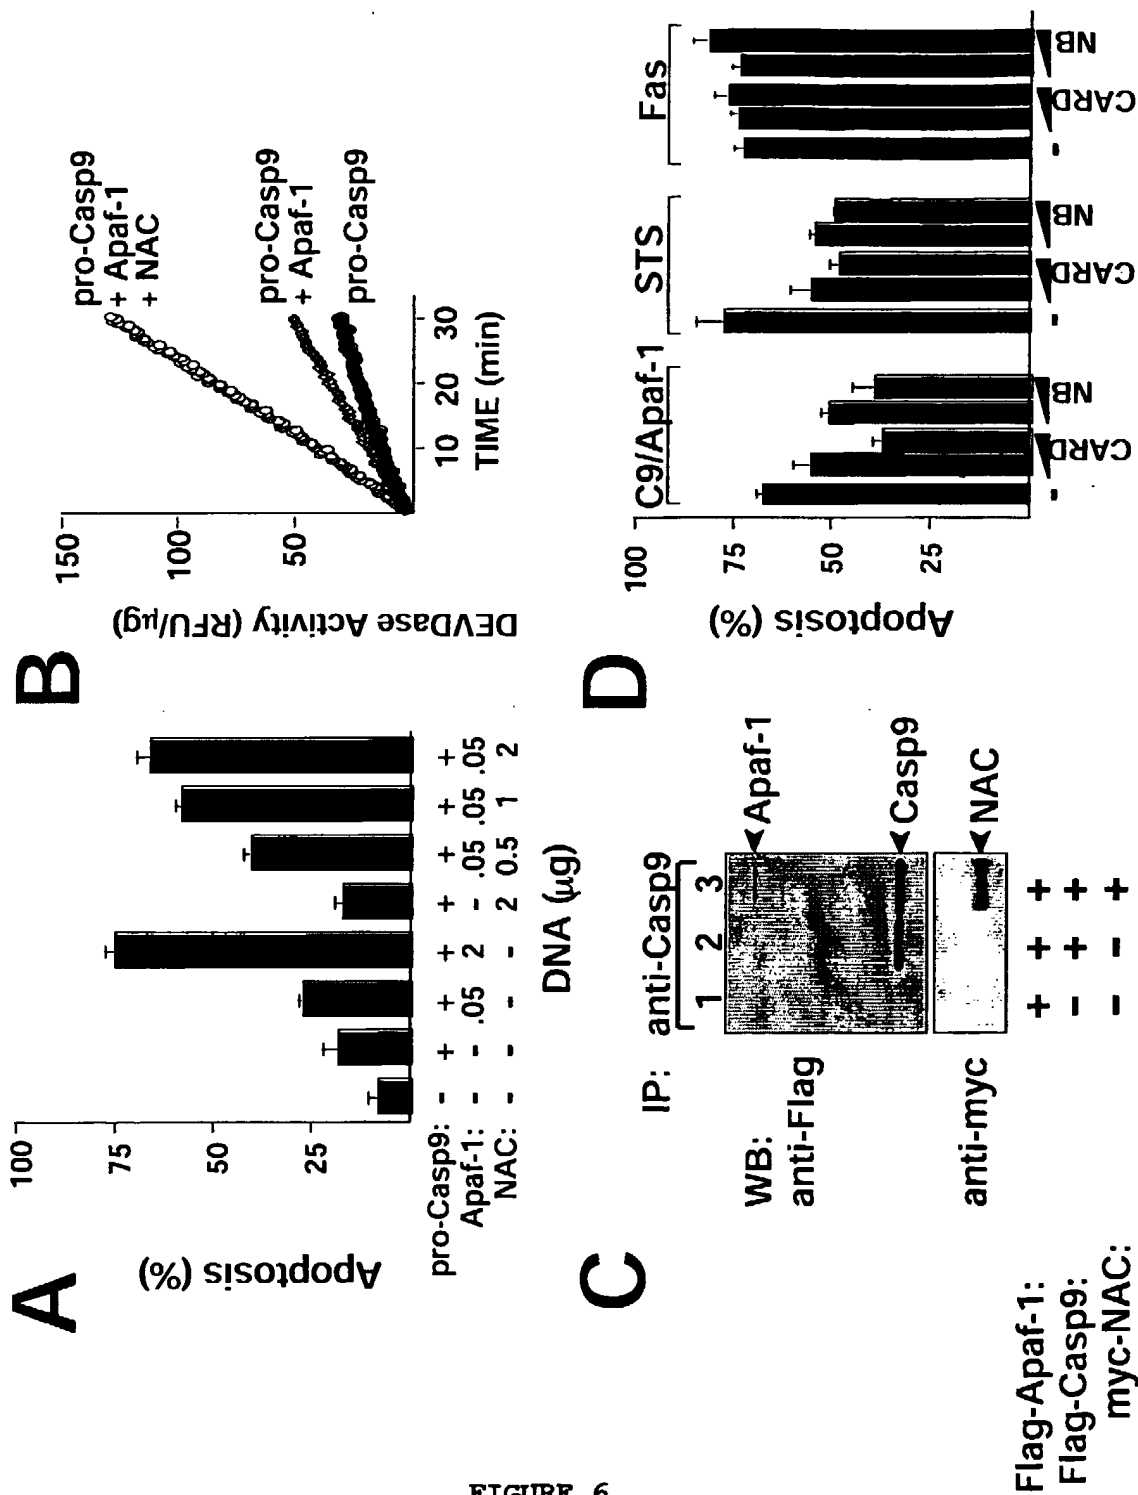 A
Apoptosis (%)
100
75
50
25
pro-Casp9: - + + + + + + +
Apaf-1: - - .05 2 - .05 .05 .05
NAC: - - - - 2 0.5 1 2
DNA (μg)
B
DEVDase Activity (RFU/μg)
150
100
50
pro-Casp9
+ Apaf-1
+ NAC
pro-Casp9
+ Apaf-1
pro-Casp9
10 20 30
TIME (min)
C
IP: anti-Casp9
1 2 3
WB:
anti-Flag
Apaf-1
Casp9
anti-myc
NAC
Flag-Apaf-1: + + +
Flag-Casp9: - + +
myc-NAC: - - +
D
Apoptosis (%)
100
75
50
25
C9/Apaf-1 STS Fas
- CARD NB - CARD NB - CARD NB
FIGURE 6